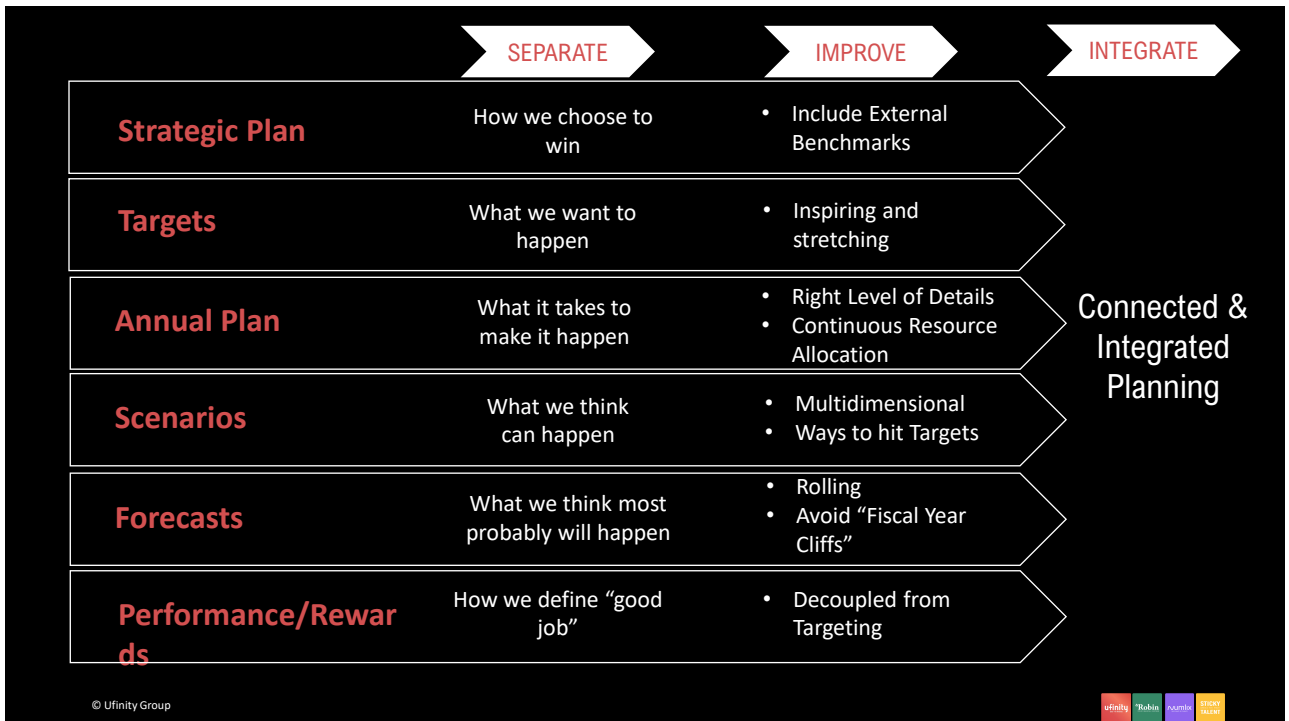 SEPARATE
IMPROVE
INTEGRATE
Strategic Plan
How we choose to
win
• Include External
Benchmarks
Targets
What we want to
happen
• Inspiring and
stretching
Annual Plan
What it takes to
make it happen
• Right Level of Details
• Continuous Resource
Allocation
Scenarios
What we think
can happen
• Multidimensional
• Ways to hit Targets
Forecasts
What we think most
probably will happen
• Rolling
• Avoid “Fiscal Year
Cliffs”
Performance/Rewar
ds
How we define “good
job”
• Decoupled from
Targeting
Connected &
Integrated
Planning
© Ufinity Group
ufinity
"Robin
STICKY
TALENT